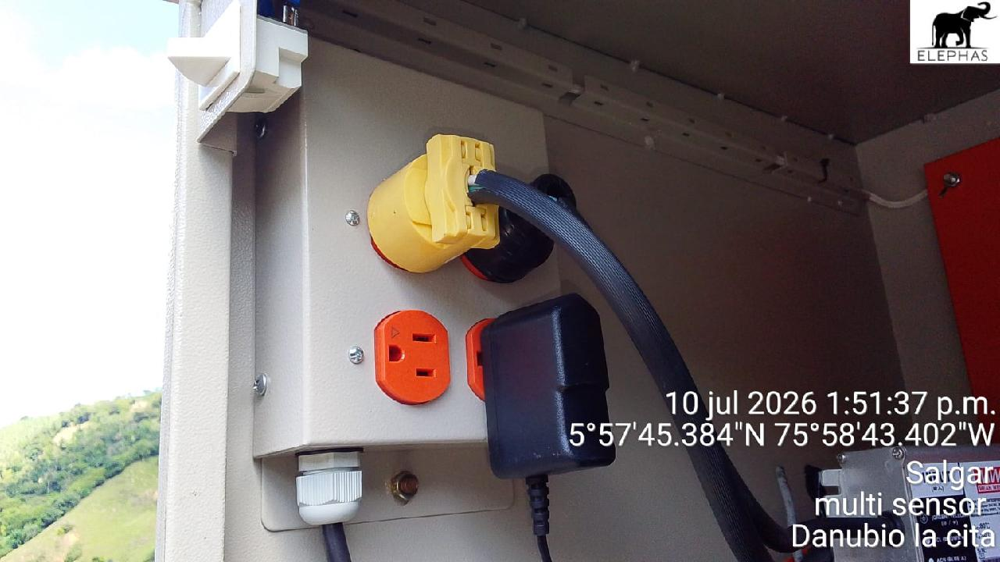 ELEPHAS
10 jul 2026 1:51:37 p.m.
5°57'45.384"N 75°58'43.402"W
Salgar
multi sensor
Danubio la cita